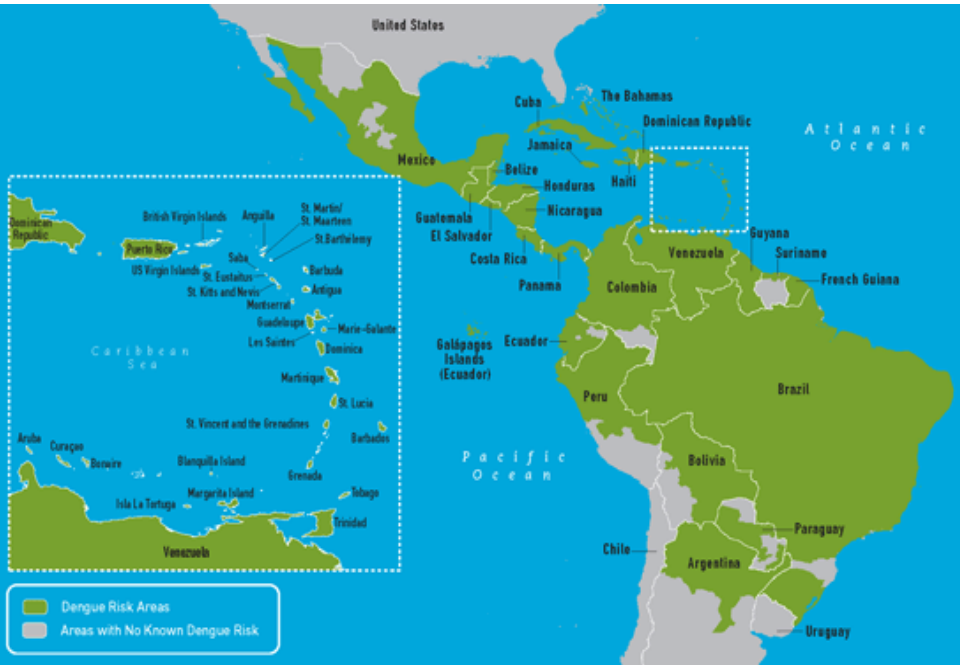 United States
The Bahamas
Cuba
Dominican Republic
Atlantic
Ocean
Jamaica
Mexico
Belize
Haiti
Honduras
Nicaragua
Guatemala
El Salvador
Costa Rica
Panama
Guyana
Venezuela
Suriname
French Guiana
Colombia
Ecuador
Galápagos
Islands
(Ecuador)
Brazil
Peru
Pacific
Ocean
Bolivia
Paraguay
Chile
Argentina
Uruguay
Dominican
Republic
British Virgin Islands
Anguilla
St. Martin/
St. Maarteen
St.Barthelemy
Puerto Rico
Saba
US Virgin Islands
St. Eustaitus
St. Kitts and Nevis
Barbuda
Antigua
Montserrat
Guadeloupe
Marie-Galante
Les Saintes
Dominica
Caribbean
Sea
Martinique
St. Lucia
St. Vincent and the Grenadines
Barbados
Aruba
Curaçao
Bonaire
Blanquilla Island
Grenada
Margarita Island
Isla La Tortuga
Tobago
Trinidad
Venezuela
Dengue Risk Areas
Areas with No Known Dengue Risk